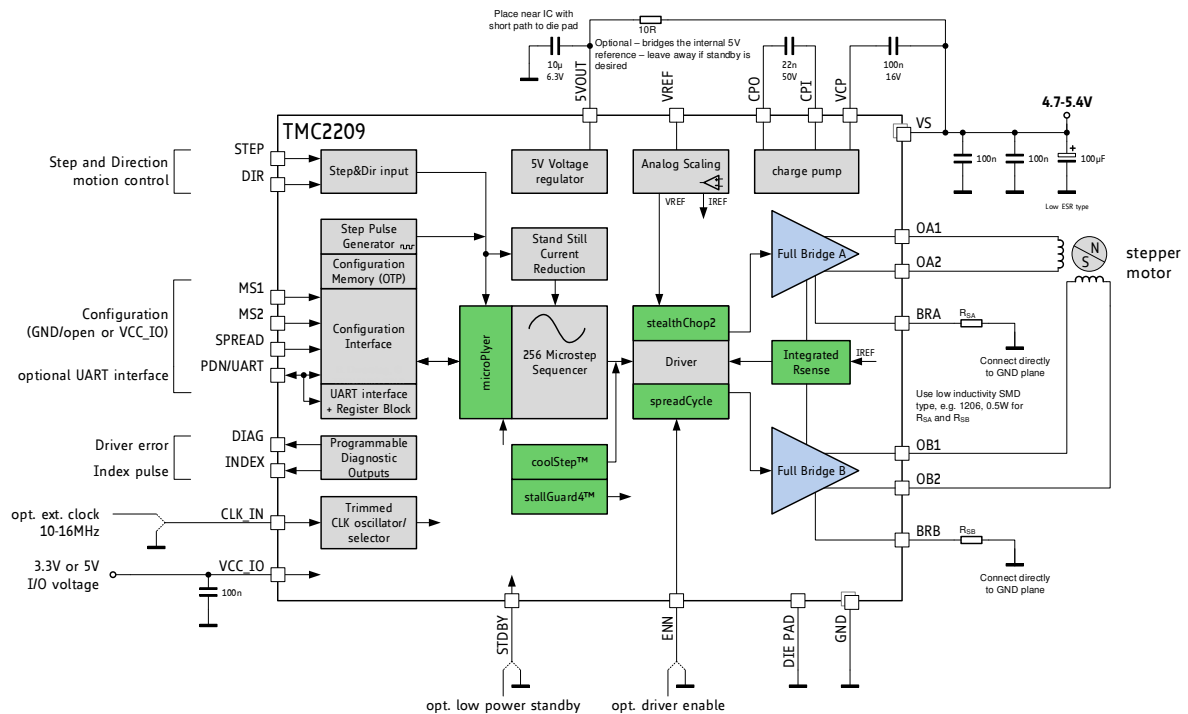 Place near IC with
short path to die pad
10µ
6.3V
10R
Optional – bridges the internal 5V
reference – leave away if standby is
desired
22n
50V
100n
16V
5VOUT
VREF
CPO
CPI
VCP
4.7-5.4V
VS
100n
100n
+
100µF
Low ESR type
TMC2209
Step and Direction
motion control
STEP
DIR
Step&Dir input
5V Voltage
regulator
Analog Scaling
VREF
IREF
charge pump
Step Pulse
Generator
Configuration
Memory (OTP)
Stand Still
Current
Reduction
Full Bridge A
OA1
OA2
N
S
stepper
motor
Configuration
(GND/open or VCC_IO)
optional UART interface
MS1
MS2
SPREAD
PDN/UART
Configuration
Interface
UART interface
+ Register Block
microPlyer
256 Microstep
Sequencer
stealthChop2
Driver
spreadCycle
Integrated
Rsense
IREF
BRA
RSA
Connect directly
to GND plane
Use low inductivity SMD
type, e.g. 1206, 0.5W for
RSA and RSB
Driver error
Index pulse
DIAG
INDEX
Programmable
Diagnostic
Outputs
coolStep™
stallGuard4™
Full Bridge B
OB1
OB2
opt. ext. clock
10-16MHz
CLK_IN
Trimmed
CLK oscillator/
selector
BRB
RSB
Connect directly
to GND plane
3.3V or 5V
I/O voltage
VCC_IO
100n
STDBY
ENN
DIE PAD
GND
opt. low power standby
opt. driver enable